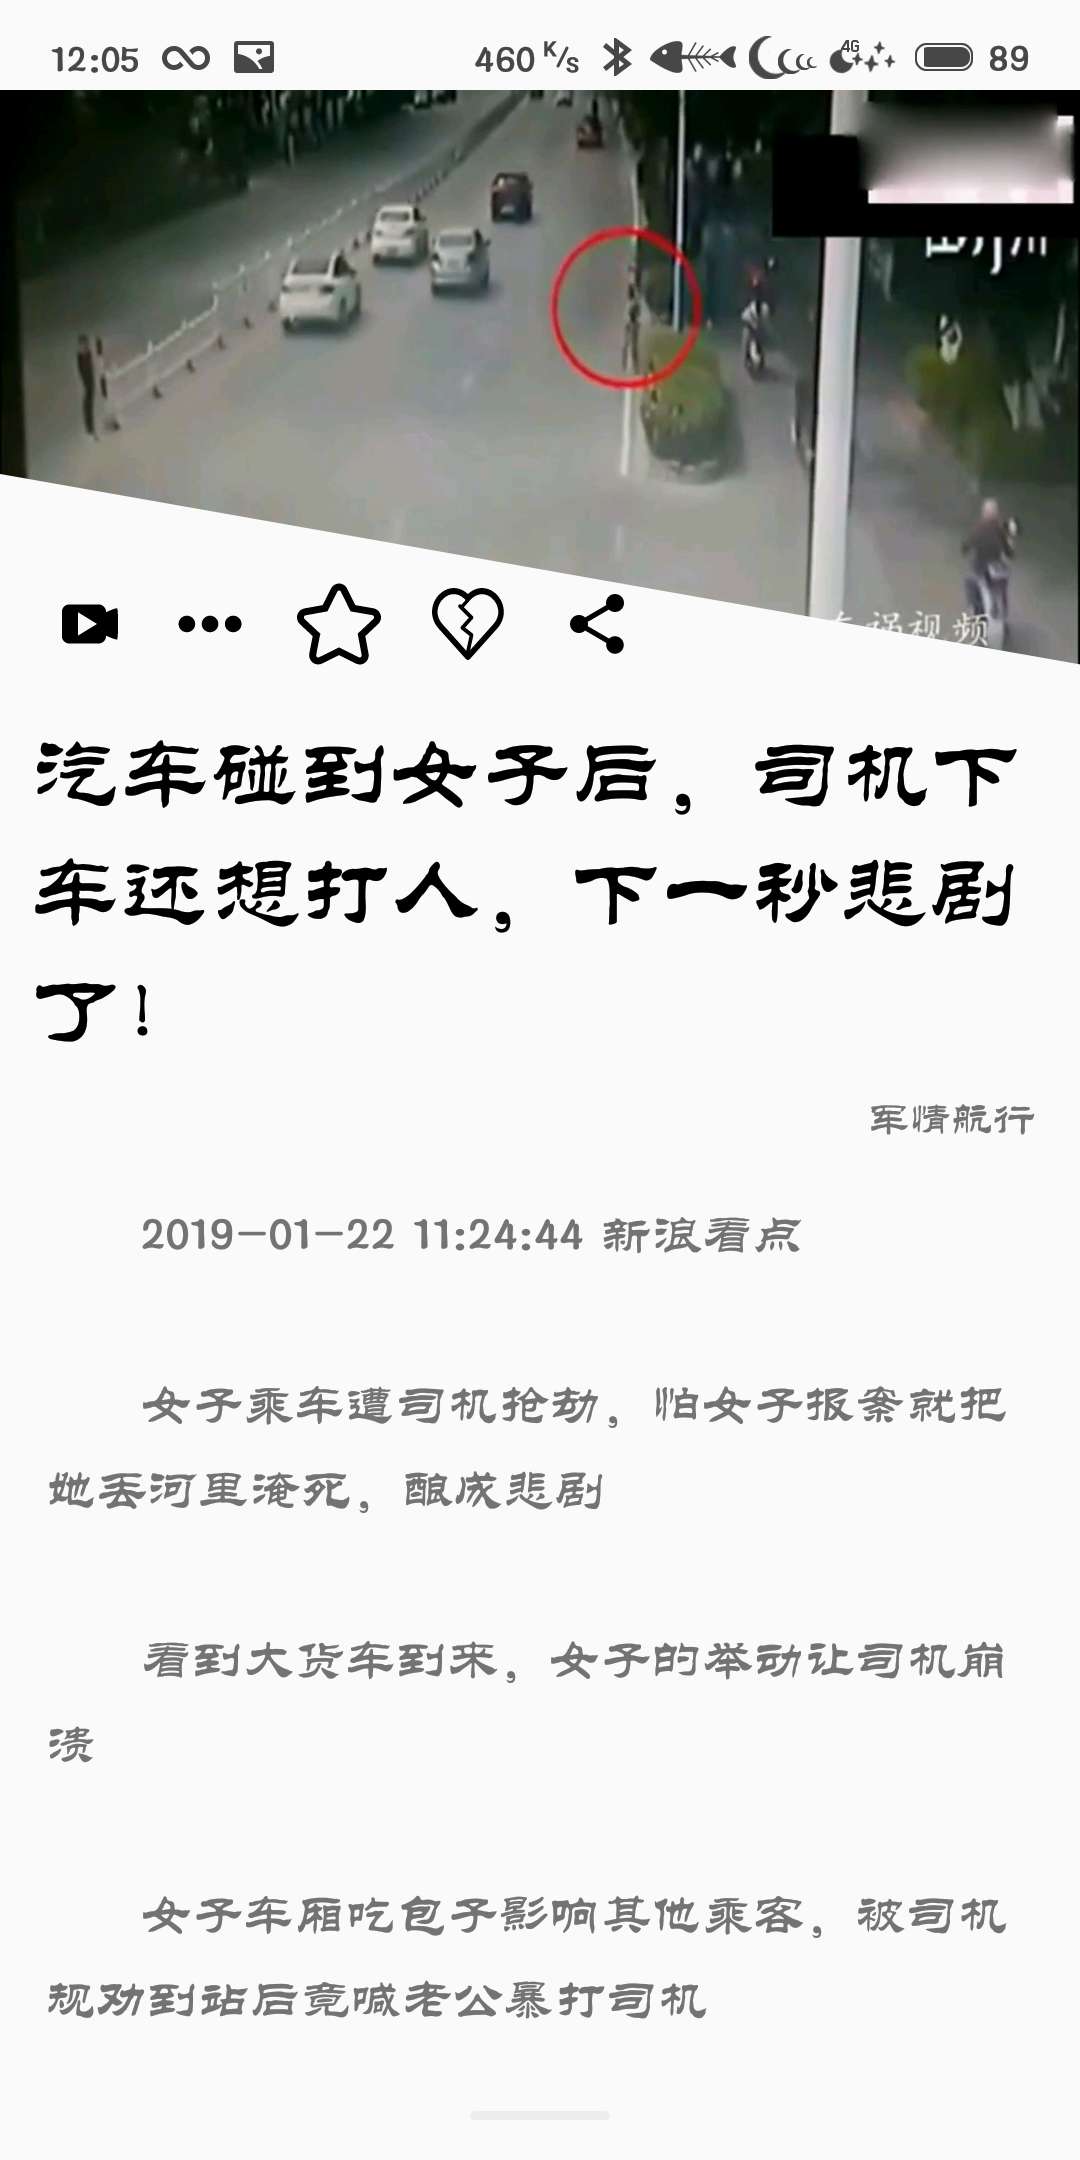 12:05 460 K/s 4G 89
视频
汽车碰到女子后，司机下
车还想打人，下一秒悲剧
了！
军情航行
2019-01-22 11:24:44 新浪看点
女子乘车遭司机抢劫，怕女子报案就把
她丢河里淹死，酿成悲剧
看到大货车到来，女子的举动让司机崩
溃
女子车厢吃包子影响其他乘客，被司机
规劝到站后竟喊老公暴打司机